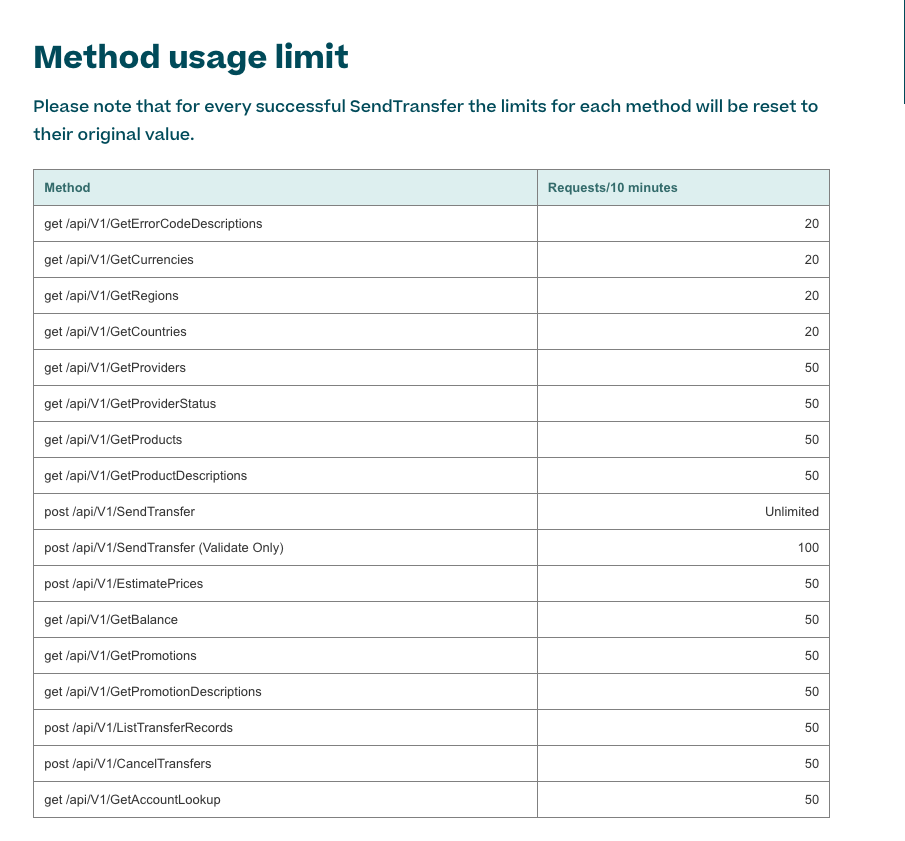 Method usage limit
Please note that for every successful SendTransfer the limits for each method will be reset to
their original value.
Method Requests/10 minutes
get /api/V1/GetErrorCodeDescriptions 20
get /api/V1/GetCurrencies 20
get /api/V1/GetRegions 20
get /api/V1/GetCountries 20
get /api/V1/GetProviders 50
get /api/V1/GetProviderStatus 50
get /api/V1/GetProducts 50
get /api/V1/GetProductDescriptions 50
post /api/V1/SendTransfer Unlimited
post /api/V1/SendTransfer (Validate Only) 100
post /api/V1/EstimatePrices 50
get /api/V1/GetBalance 50
get /api/V1/GetPromotions 50
get /api/V1/GetPromotionDescriptions 50
post /api/V1/ListTransferRecords 50
post /api/V1/CancelTransfers 50
get /api/V1/GetAccountLookup 50